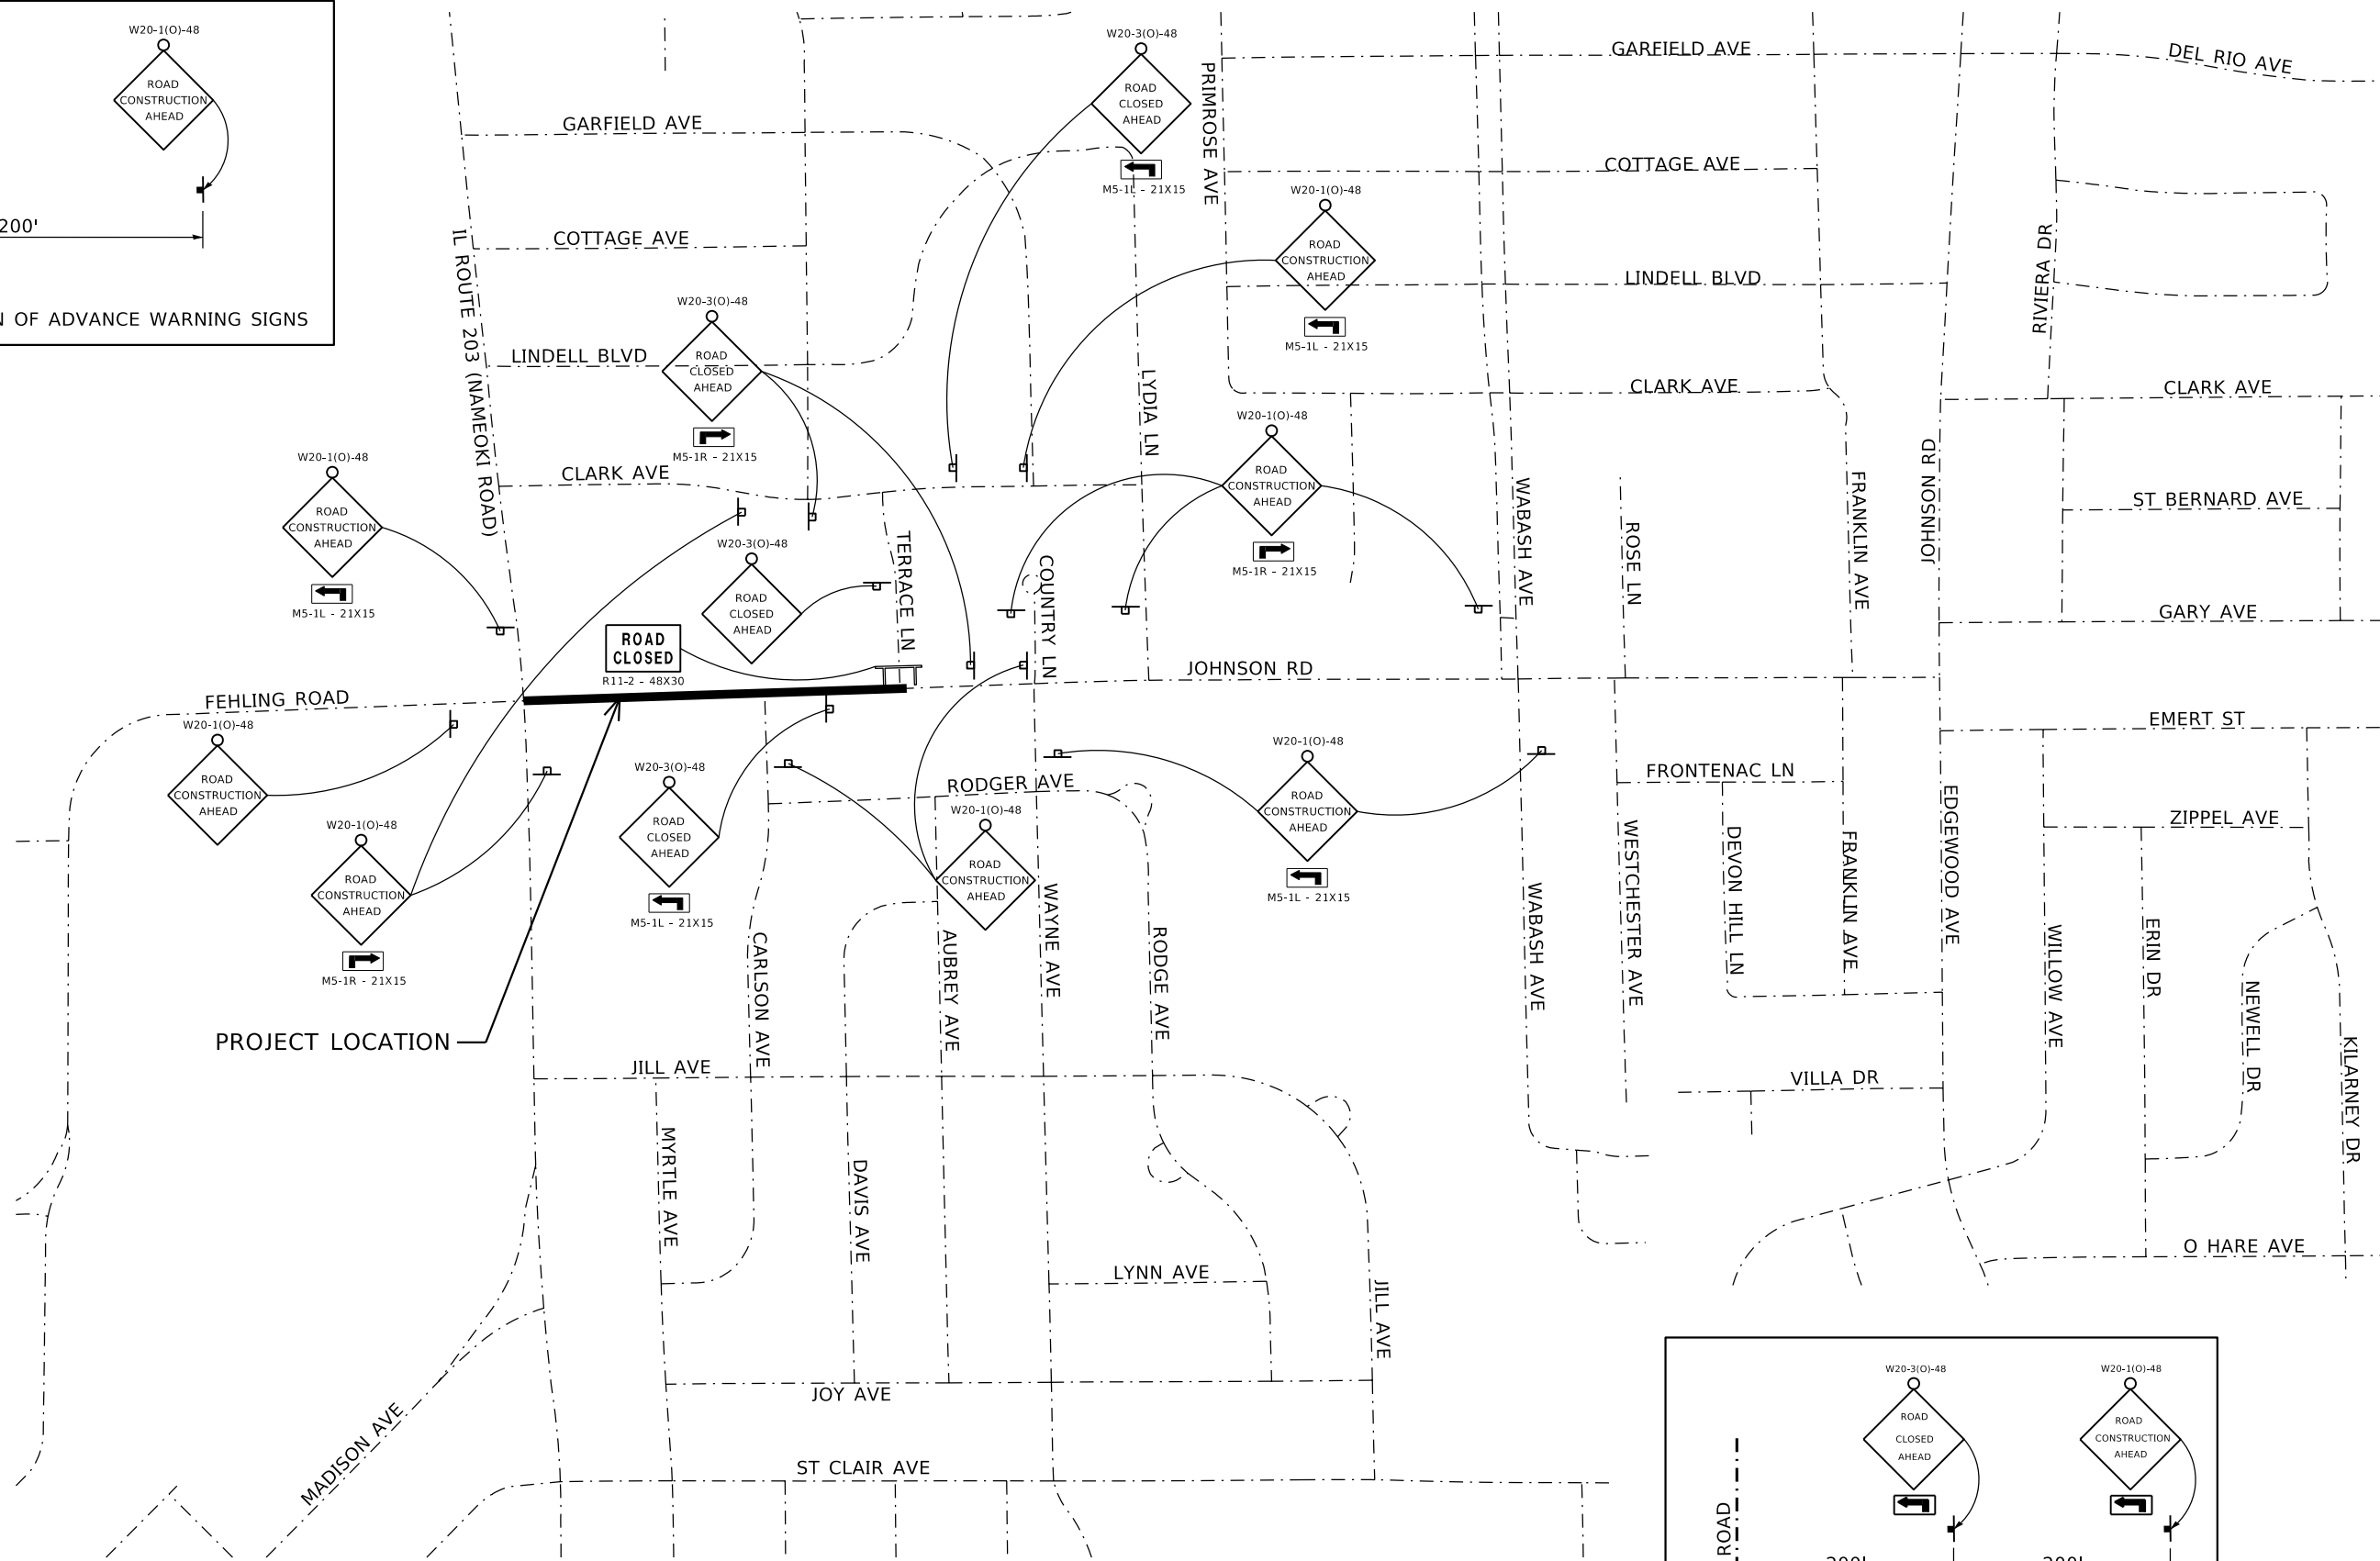 W20-1(O)-48
ROAD
CONSTRUCTION
AHEAD
200'
N OF ADVANCE WARNING SIGNS
W20-3(O)-48
ROAD
CLOSED
AHEAD
M5-1L - 21X15
PRIMROSE AVE
GARFIELD AVE
DEL RIO AVE
GARFIELD AVE
COTTAGE AVE
W20-1(O)-48
ROAD
CONSTRUCTION
AHEAD
M5-1L - 21X15
COTTAGE AVE
IL ROUTE 203 (NAMEOKI ROAD)
LINDELL BLVD
RIVIERA DR
W20-3(O)-48
ROAD
CLOSED
AHEAD
M5-1R - 21X15
LINDELL BLVD
LYDIA LN
CLARK AVE
CLARK AVE
W20-1(O)-48
ROAD
CONSTRUCTION
AHEAD
M5-1R - 21X15
W20-1(O)-48
ROAD
CONSTRUCTION
AHEAD
M5-1L - 21X15
CLARK AVE
WABASH AVE
ROSE LN
FRANKLIN AVE
JOHNSON RD
ST BERNARD AVE
W20-3(O)-48
ROAD
CLOSED
AHEAD
TERRACE LN
COUNTRY LN
GARY AVE
ROAD
CLOSED
R11-2 - 48X30
JOHNSON RD
FEHLING ROAD
W20-1(O)-48
ROAD
CONSTRUCTION
AHEAD
EMERT ST
W20-1(O)-48
ROAD
CONSTRUCTION
AHEAD
M5-1L - 21X15
W20-3(O)-48
ROAD
CLOSED
AHEAD
M5-1L - 21X15
RODGER AVE
W20-1(O)-48
ROAD
CONSTRUCTION
AHEAD
FRONTENAC LN
W20-1(O)-48
ROAD
CONSTRUCTION
AHEAD
M5-1R - 21X15
ZIPPEL AVE
CARLSON AVE
AUBREY AVE
WAYNE AVE
RODGE AVE
WABASH AVE
WESTCHESTER AVE
DEVON HILL LN
FRANKLIN AVE
EDGEWOOD AVE
WILLOW AVE
ERIN DR
NEWELL DR
KILARNEY DR
PROJECT LOCATION
JILL AVE
VILLA DR
MYRTLE AVE
DAVIS AVE
O HARE AVE
LYNN AVE
JILL AVE
JOY AVE
MADISON AVE
ST CLAIR AVE
W20-3(O)-48
ROAD
CLOSED
AHEAD
W20-1(O)-48
ROAD
CONSTRUCTION
AHEAD
ROAD
200'
200'